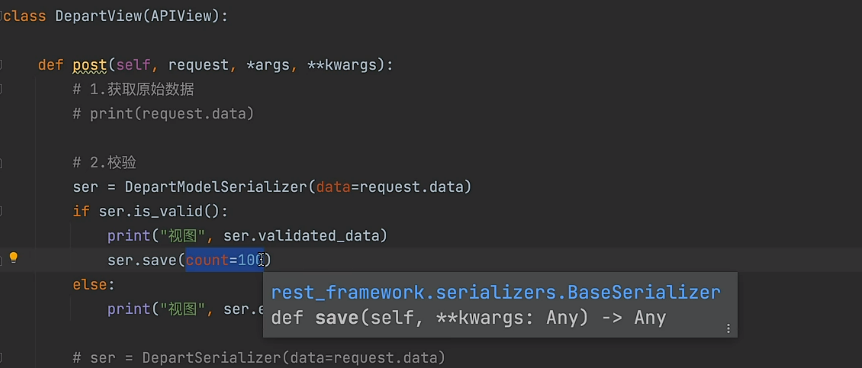 class DepartView(APIView):
def post(self, request, *args, **kwargs):
# 1.获取原始数据
# print(request.data)
# 2.校验
ser = DepartModelSerializer(data=request.data)
if ser.is_valid():
print("视图", ser.validated_data)
ser.save(count=100)
else:
print("视图", ser.e
rest_framework.serializers.BaseSerializer
def save(self, **kwargs: Any) -> Any
# ser = DepartSerializer(data=request.data)